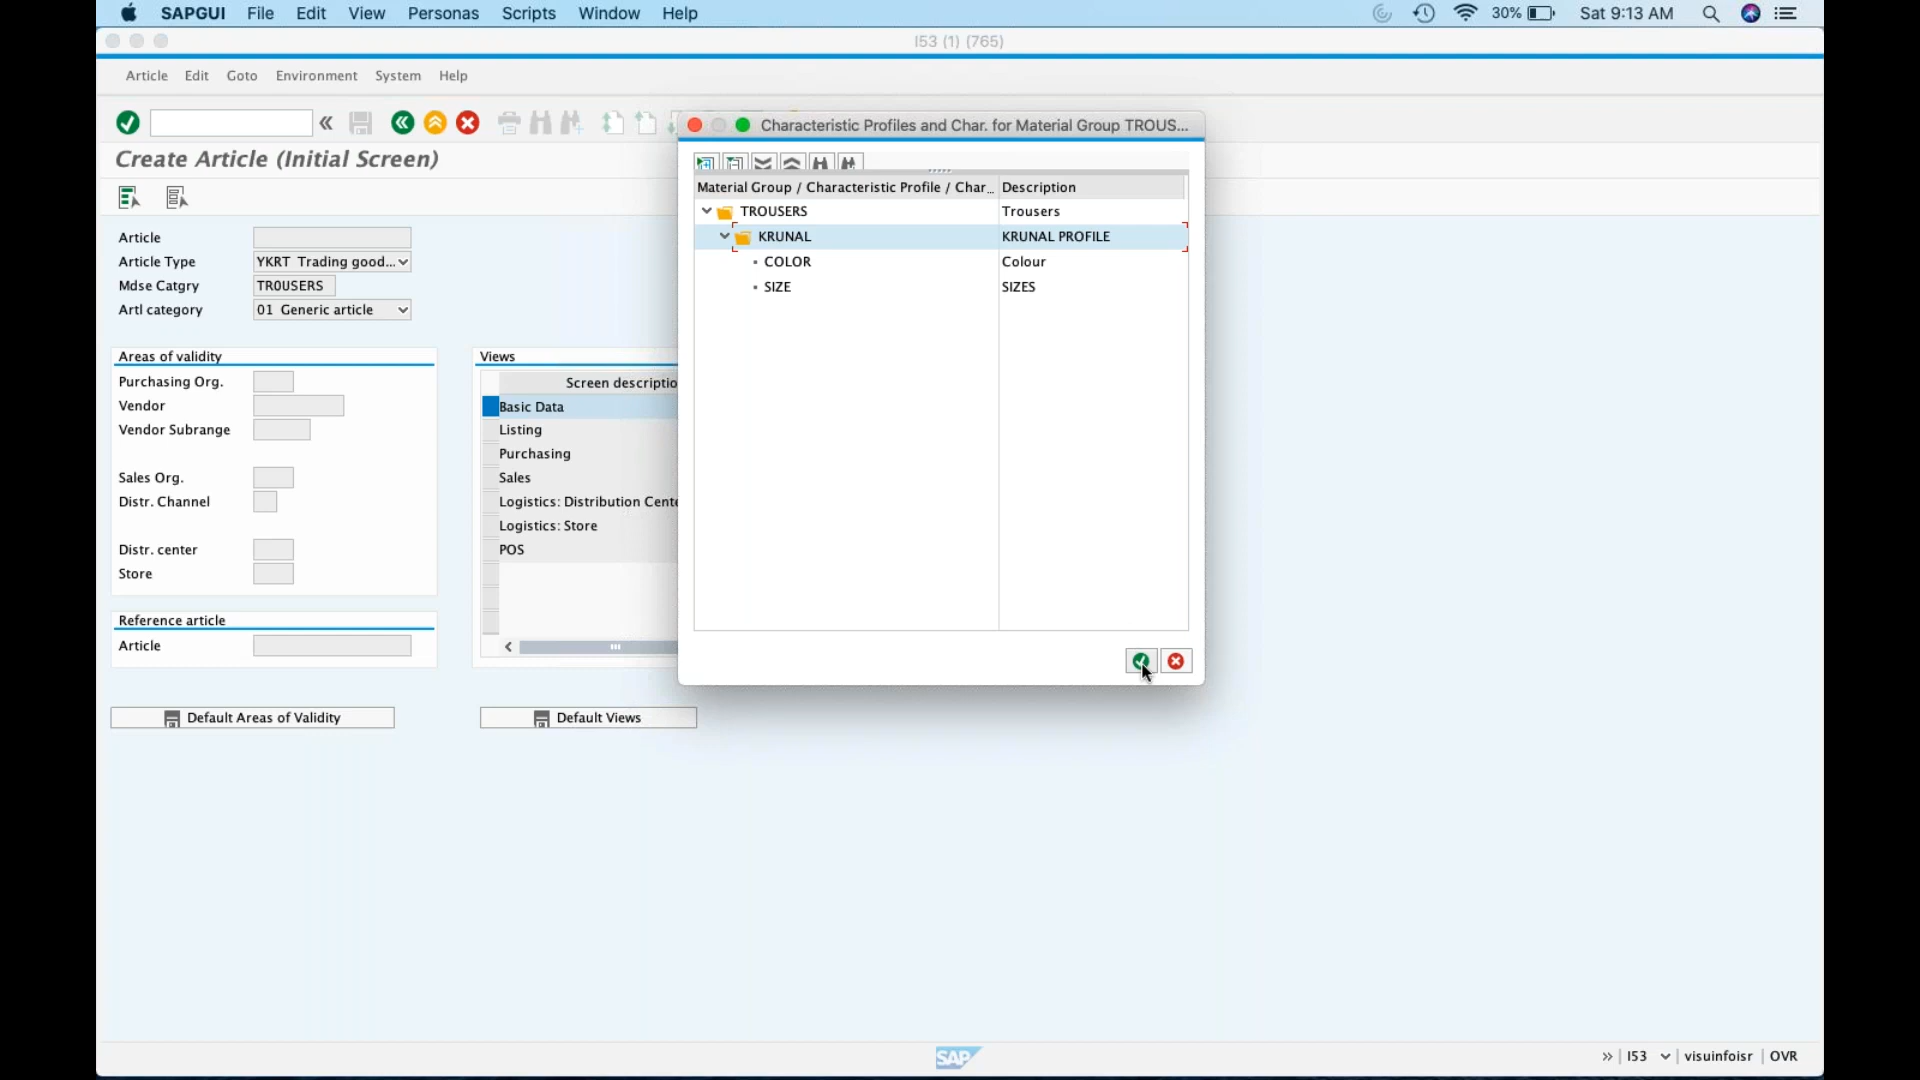 SAPGUI File Edit View Personas Scripts Window Help 30% Sat 9:13 AM
I53 (1) (765)
Article Edit Goto Environment System Help
Create Article (Initial Screen)
Article
Article Type YKRT Trading good...
Mdse Catgry TROUSERS
Artl category 01 Generic article
Areas of validity
Purchasing Org.
Vendor
Vendor Subrange
Sales Org.
Distr. Channel
Distr. center
Store
Reference article
Article
Default Areas of Validity
Views
Screen descriptio
Basic Data
Listing
Purchasing
Sales
Logistics: Distribution Cente
Logistics: Store
POS
Default Views
Characteristic Profiles and Char. for Material Group TROUS...
Material Group / Characteristic Profile / Char... Description
TROUSERS Trousers
KRUNAL KRUNAL PROFILE
COLOR Colour
SIZE SIZES
SAP
I53 visuinfoisr OVR